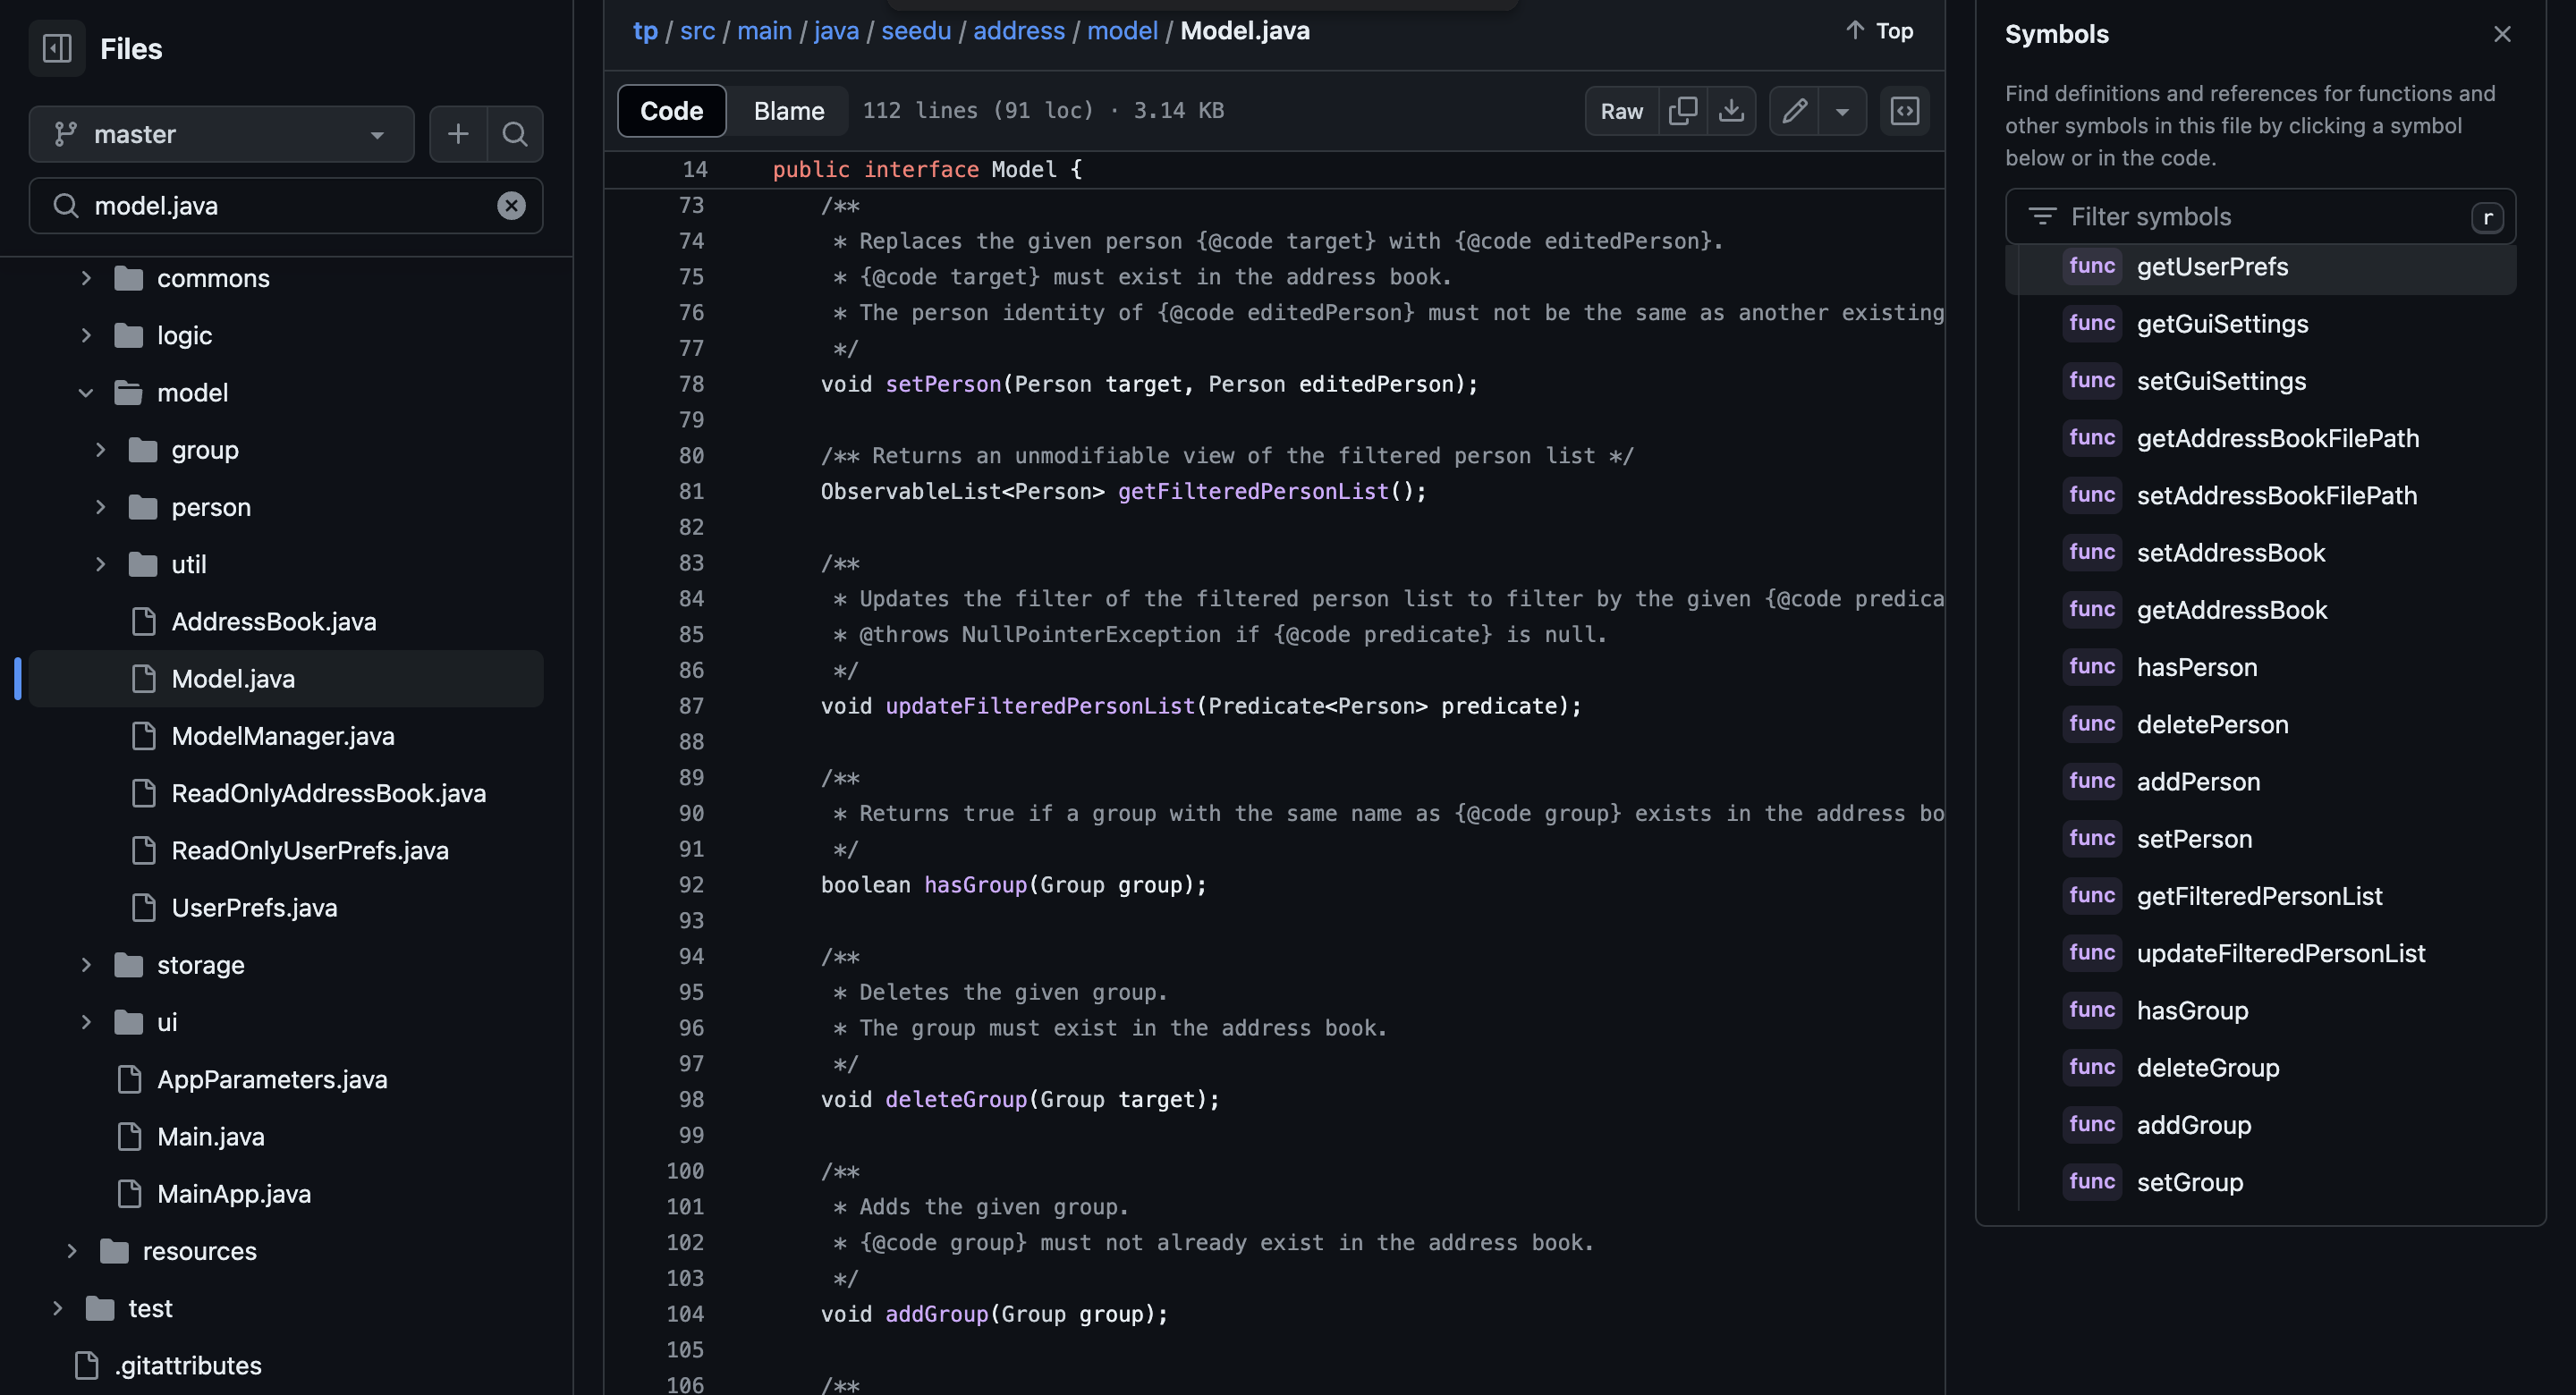 Files
master
model.java
commons
logic
model
group
person
util
AddressBook.java
Model.java
ModelManager.java
ReadOnlyAddressBook.java
ReadOnlyUserPrefs.java
UserPrefs.java
storage
ui
AppParameters.java
Main.java
MainApp.java
resources
test
.gitattributes
tp / src / main / java / seedu / address / model / Model.java
Top
Code Blame 112 lines (91 loc) · 3.14 KB
Raw
14 public interface Model {
73 /**
74 * Replaces the given person {@code target} with {@code editedPerson}.
75 * {@code target} must exist in the address book.
76 * The person identity of {@code editedPerson} must not be the same as another existing
77 */
78 void setPerson(Person target, Person editedPerson);
79
80 /** Returns an unmodifiable view of the filtered person list */
81 ObservableList<Person> getFilteredPersonList();
82
83 /**
84 * Updates the filter of the filtered person list to filter by the given {@code predica
85 * @throws NullPointerException if {@code predicate} is null.
86 */
87 void updateFilteredPersonList(Predicate<Person> predicate);
88
89 /**
90 * Returns true if a group with the same name as {@code group} exists in the address bo
91 */
92 boolean hasGroup(Group group);
93
94 /**
95 * Deletes the given group.
96 * The group must exist in the address book.
97 */
98 void deleteGroup(Group target);
99
100 /**
101 * Adds the given group.
102 * {@code group} must not already exist in the address book.
103 */
104 void addGroup(Group group);
105
106 /**
Symbols
Find definitions and references for functions and
other symbols in this file by clicking a symbol
below or in the code.
Filter symbols r
func getUserPrefs
func getGuiSettings
func setGuiSettings
func getAddressBookFilePath
func setAddressBookFilePath
func setAddressBook
func getAddressBook
func hasPerson
func deletePerson
func addPerson
func setPerson
func getFilteredPersonList
func updateFilteredPersonList
func hasGroup
func deleteGroup
func addGroup
func setGroup